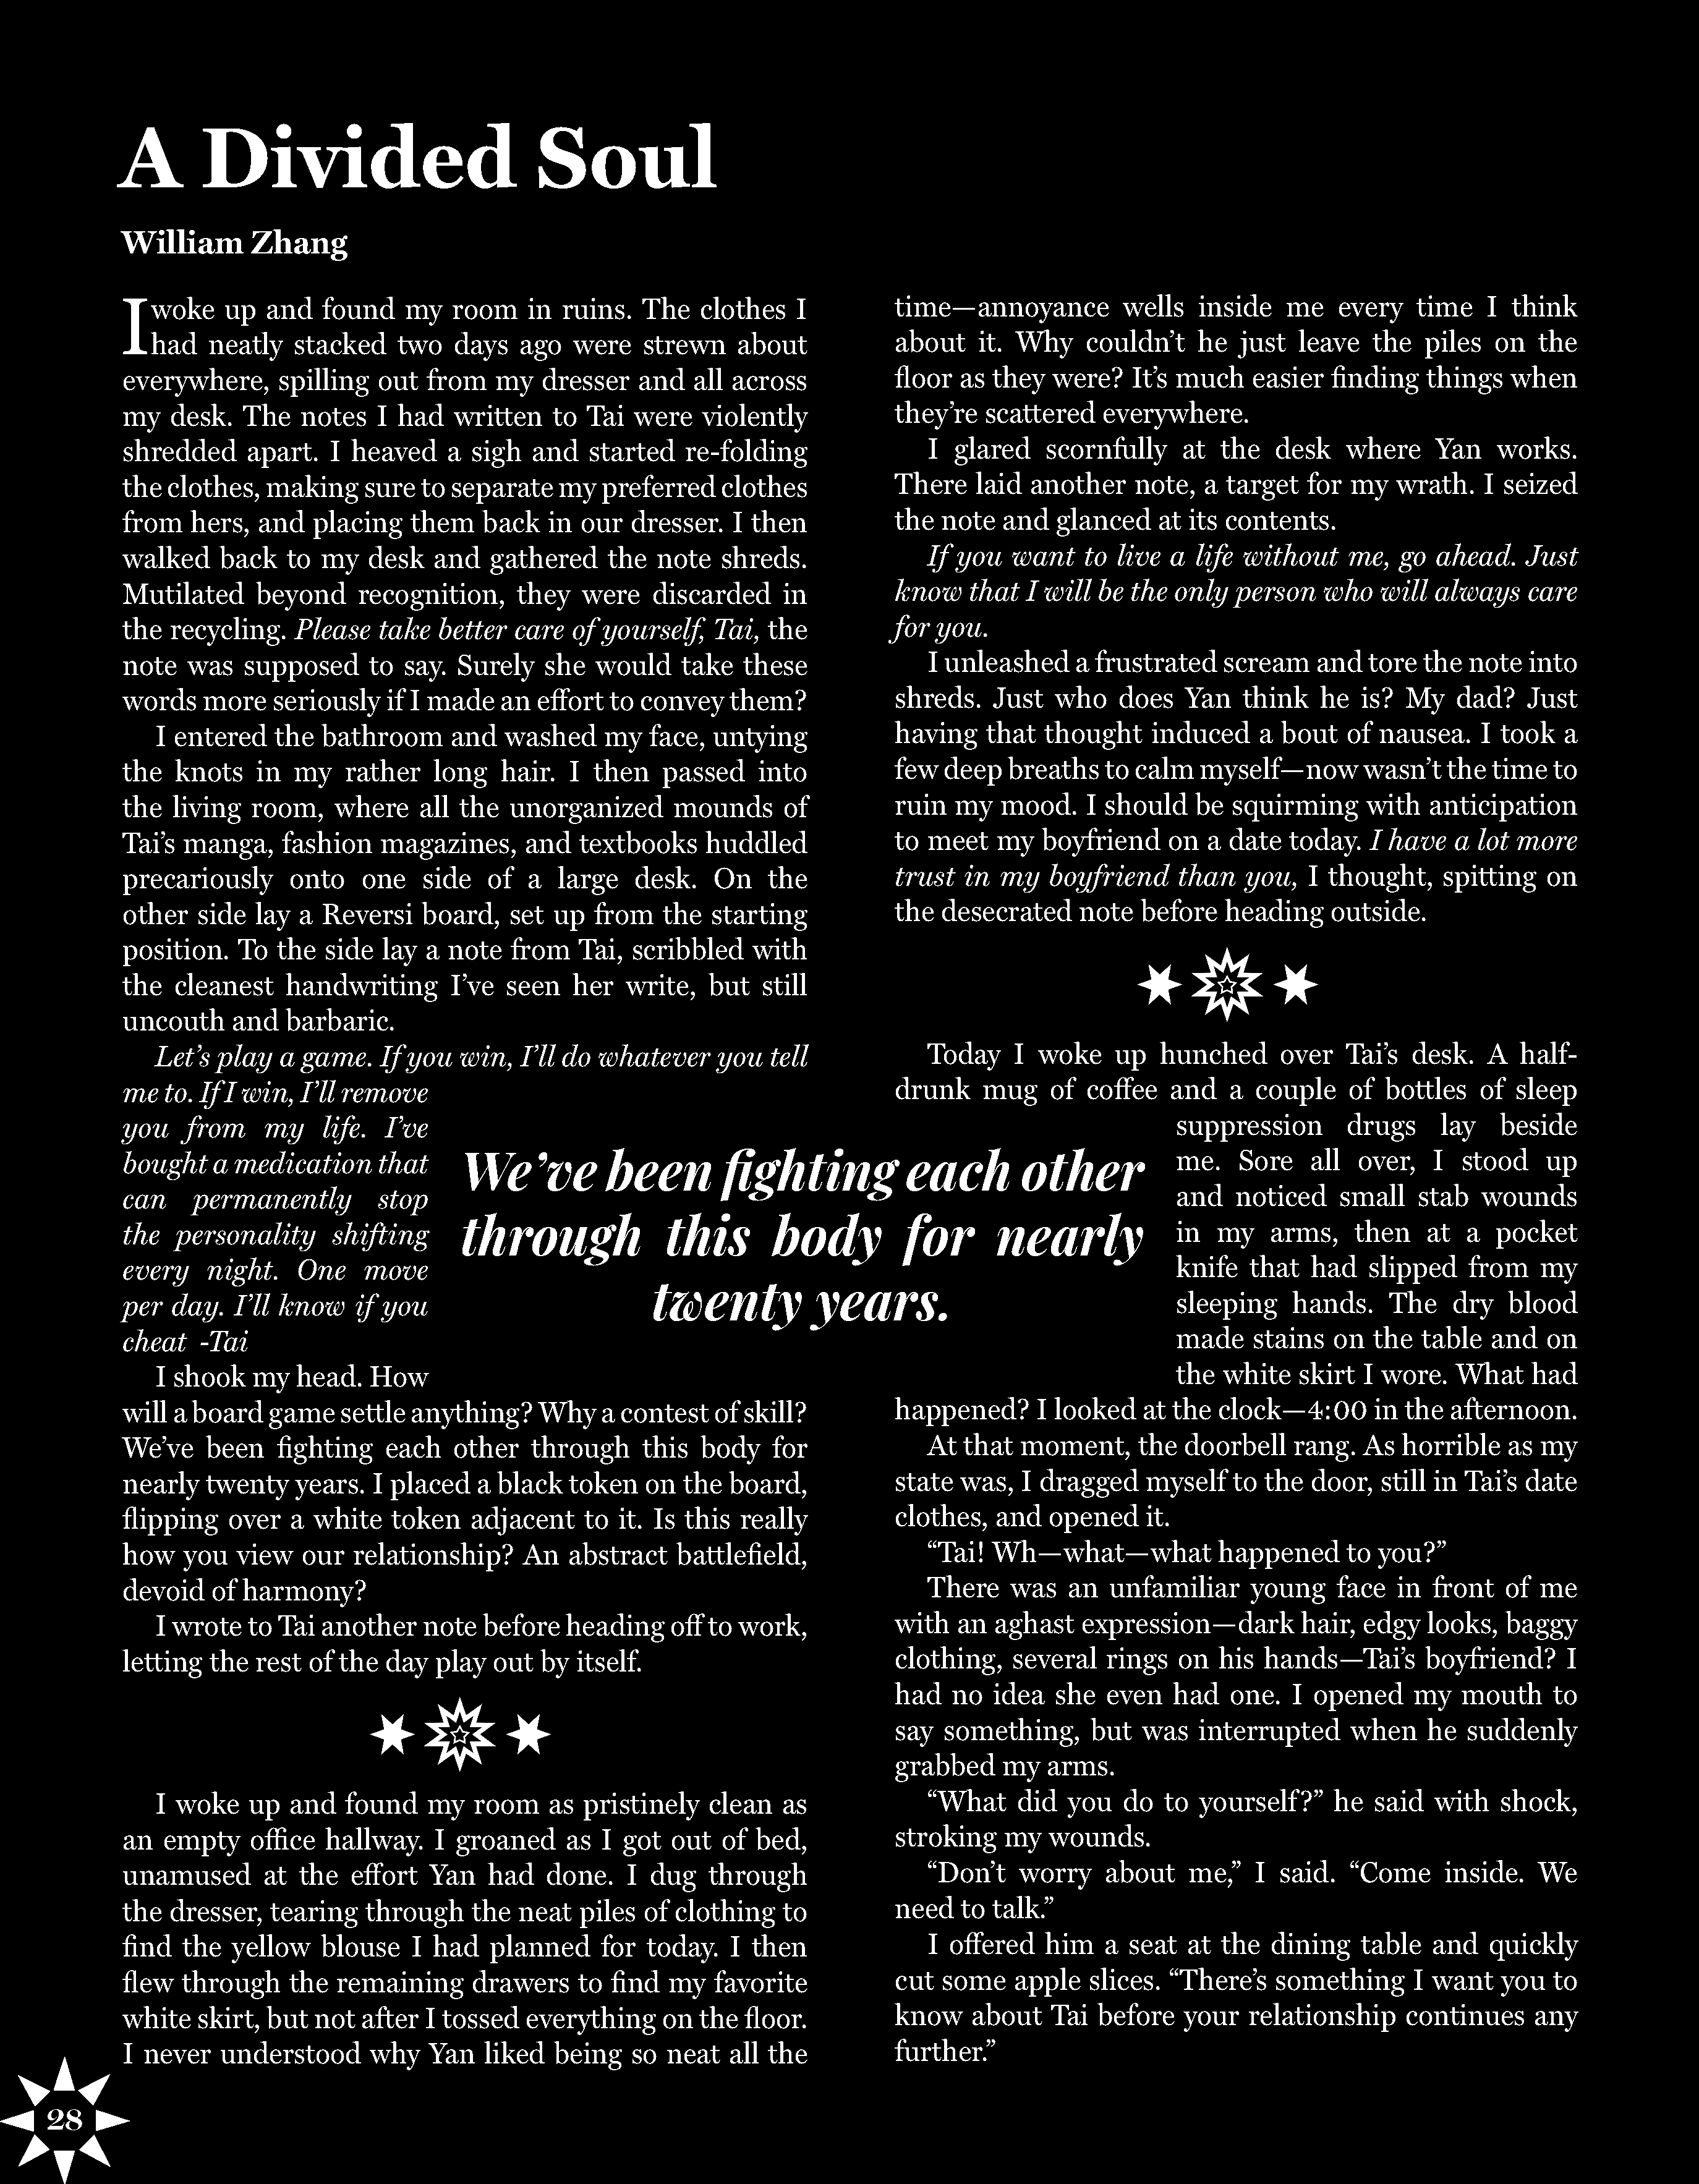 A Divided Soul
William Zhang
I woke up and found my room in ruins. The clothes I
had neatly stacked two days ago were strewn about
everywhere, spilling out from my dresser and all across
my desk. The notes I had written to Tai were violently
shredded apart. I heaved a sigh and started re-folding
the clothes, making sure to separate my preferred clothes
from hers, and placing them back in our dresser. I then
walked back to my desk and gathered the note shreds.
Mutilated beyond recognition, they were discarded in
the recycling. Please take better care of yourself, Tai, the
note was supposed to say. Surely she would take these
words more seriously if I made an effort to convey them?
I entered the bathroom and washed my face, untying
the knots in my rather long hair. I then passed into
the living room, where all the unorganized mounds of
Tai’s manga, fashion magazines, and textbooks huddled
precariously onto one side of a large desk. On the
other side lay a Reversi board, set up from the starting
position. To the side lay a note from Tai, scribbled with
the cleanest handwriting I’ve seen her write, but still
uncouth and barbaric.
Let’s play a game. If you win, I’ll do whatever you tell
me to. If I win, I’ll remove
you from my life. I’ve
bought a medication that
can permanently stop
the personality shifting
every night. One move
per day. I’ll know if you
cheat -Tai
I shook my head. How
will a board game settle anything? Why a contest of skill?
We’ve been fighting each other through this body for
nearly twenty years. I placed a black token on the board,
flipping over a white token adjacent to it. Is this really
how you view our relationship? An abstract battlefield,
devoid of harmony?
I wrote to Tai another note before heading off to work,
letting the rest of the day play out by itself.
I woke up and found my room as pristinely clean as
an empty office hallway. I groaned as I got out of bed,
unamused at the effort Yan had done. I dug through
the dresser, tearing through the neat piles of clothing to
find the yellow blouse I had planned for today. I then
flew through the remaining drawers to find my favorite
white skirt, but not after I tossed everything on the floor.
I never understood why Yan liked being so neat all the
We’ve been fighting each other
through this body for nearly
twenty years.
time—annoyance wells inside me every time I think
about it. Why couldn’t he just leave the piles on the
floor as they were? It’s much easier finding things when
they’re scattered everywhere.
I glared scornfully at the desk where Yan works.
There laid another note, a target for my wrath. I seized
the note and glanced at its contents.
If you want to live a life without me, go ahead. Just
know that I will be the only person who will always care
for you.
I unleashed a frustrated scream and tore the note into
shreds. Just who does Yan think he is? My dad? Just
having that thought induced a bout of nausea. I took a
few deep breaths to calm myself—now wasn’t the time to
ruin my mood. I should be squirming with anticipation
to meet my boyfriend on a date today. I have a lot more
trust in my boyfriend than you, I thought, spitting on
the desecrated note before heading outside.
Today I woke up hunched over Tai’s desk. A half-
drunk mug of coffee and a couple of bottles of sleep
suppression drugs lay beside
me. Sore all over, I stood up
and noticed small stab wounds
in my arms, then at a pocket
knife that had slipped from my
sleeping hands. The dry blood
made stains on the table and on
the white skirt I wore. What had
happened? I looked at the clock—4:00 in the afternoon.
At that moment, the doorbell rang. As horrible as my
state was, I dragged myself to the door, still in Tai’s date
clothes, and opened it.
“Tai! Wh—what—what happened to you?”
There was an unfamiliar young face in front of me
with an aghast expression—dark hair, edgy looks, baggy
clothing, several rings on his hands—Tai’s boyfriend? I
had no idea she even had one. I opened my mouth to
say something, but was interrupted when he suddenly
grabbed my arms.
“What did you do to yourself?” he said with shock,
stroking my wounds.
“Don’t worry about me,” I said. “Come inside. We
need to talk.”
I offered him a seat at the dining table and quickly
cut some apple slices. “There’s something I want you to
know about Tai before your relationship continues any
further.”
28